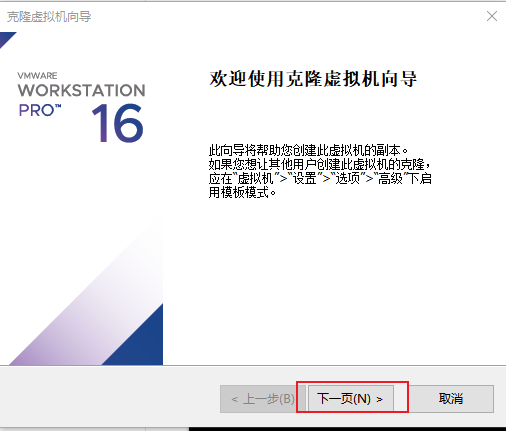 克隆虚拟机向导
VMWARE
WORKSTATION
PRO™
16
欢迎使用克隆虚拟机向导
此向导将帮助您创建此虚拟机的副本。
如果您想让其他用户创建此虚拟机的克隆，
应在“虚拟机”>“设置”>“选项”>“高级”下启
用模板模式。
< 上一步(B)
下一页(N) >
取消